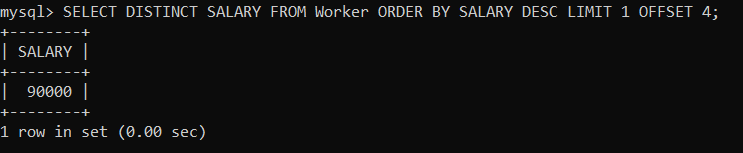 mysql> SELECT DISTINCT SALARY FROM Worker ORDER BY SALARY DESC LIMIT 1 OFFSET 4;
+--------+
| SALARY |
+--------+
|  90000 |
+--------+
1 row in set (0.00 sec)